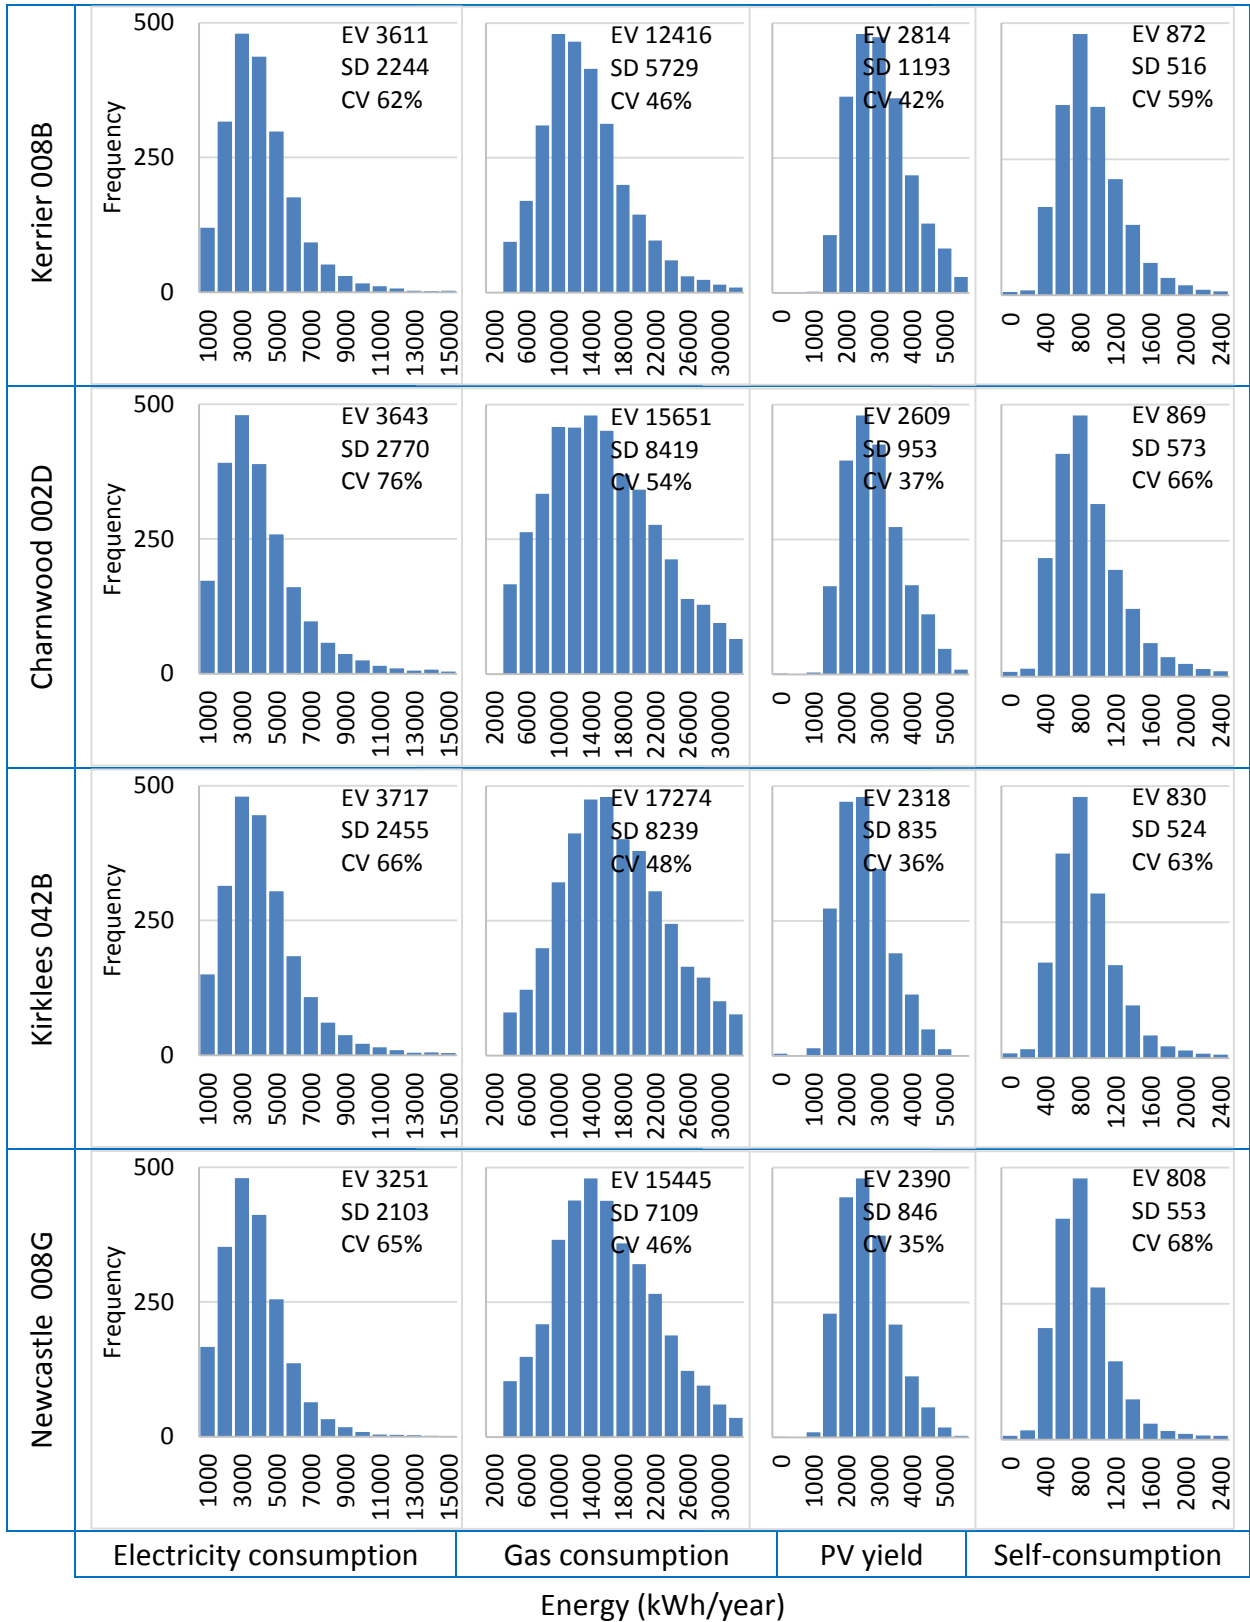 Kerrier 008B
Frequency
500
250
0
EV 3611
SD 2244
CV 62%
1000 3000 5000 7000 9000 11000 13000 15000
EV 12416
SD 5729
CV 46%
2000 6000 10000 14000 18000 22000 26000 30000
EV 2814
SD 1193
CV 42%
0 1000 2000 3000 4000 5000
EV 872
SD 516
CV 59%
0 400 800 1200 1600 2000 2400
Charnwood 002D
Frequency
500
250
0
EV 3643
SD 2770
CV 76%
1000 3000 5000 7000 9000 11000 13000 15000
EV 15651
SD 8419
CV 54%
2000 6000 10000 14000 18000 22000 26000 30000
EV 2609
SD 953
CV 37%
0 1000 2000 3000 4000 5000
EV 869
SD 573
CV 66%
0 400 800 1200 1600 2000 2400
Kirklees 042B
Frequency
500
250
0
EV 3717
SD 2455
CV 66%
1000 3000 5000 7000 9000 11000 13000 15000
EV 17274
SD 8239
CV 48%
2000 6000 10000 14000 18000 22000 26000 30000
EV 2318
SD 835
CV 36%
0 1000 2000 3000 4000 5000
EV 830
SD 524
CV 63%
0 400 800 1200 1600 2000 2400
Newcastle 008G
Frequency
500
250
0
EV 3251
SD 2103
CV 65%
1000 3000 5000 7000 9000 11000 13000 15000
EV 15445
SD 7109
CV 46%
2000 6000 10000 14000 18000 22000 26000 30000
EV 2390
SD 846
CV 35%
0 1000 2000 3000 4000 5000
EV 808
SD 553
CV 68%
0 400 800 1200 1600 2000 2400
Electricity consumption
Gas consumption
PV yield
Self-consumption
Energy (kWh/year)